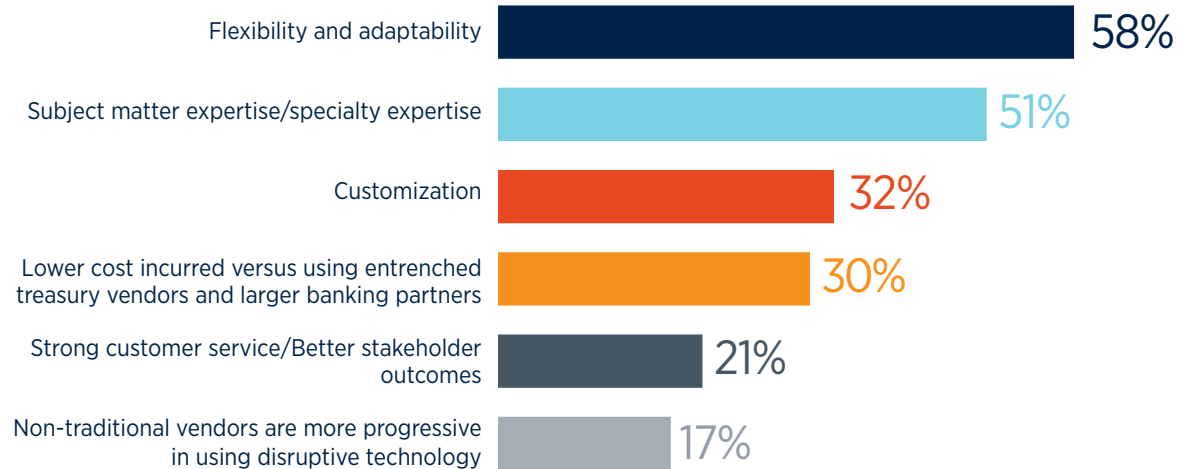 Flexibility and adaptability
58%
Subject matter expertise/specialty expertise
51%
Customization
32%
Lower cost incurred versus using entrenched
treasury vendors and larger banking partners
30%
Strong customer service/Better stakeholder
outcomes
21%
Non-traditional vendors are more progressive
in using disruptive technology
17%